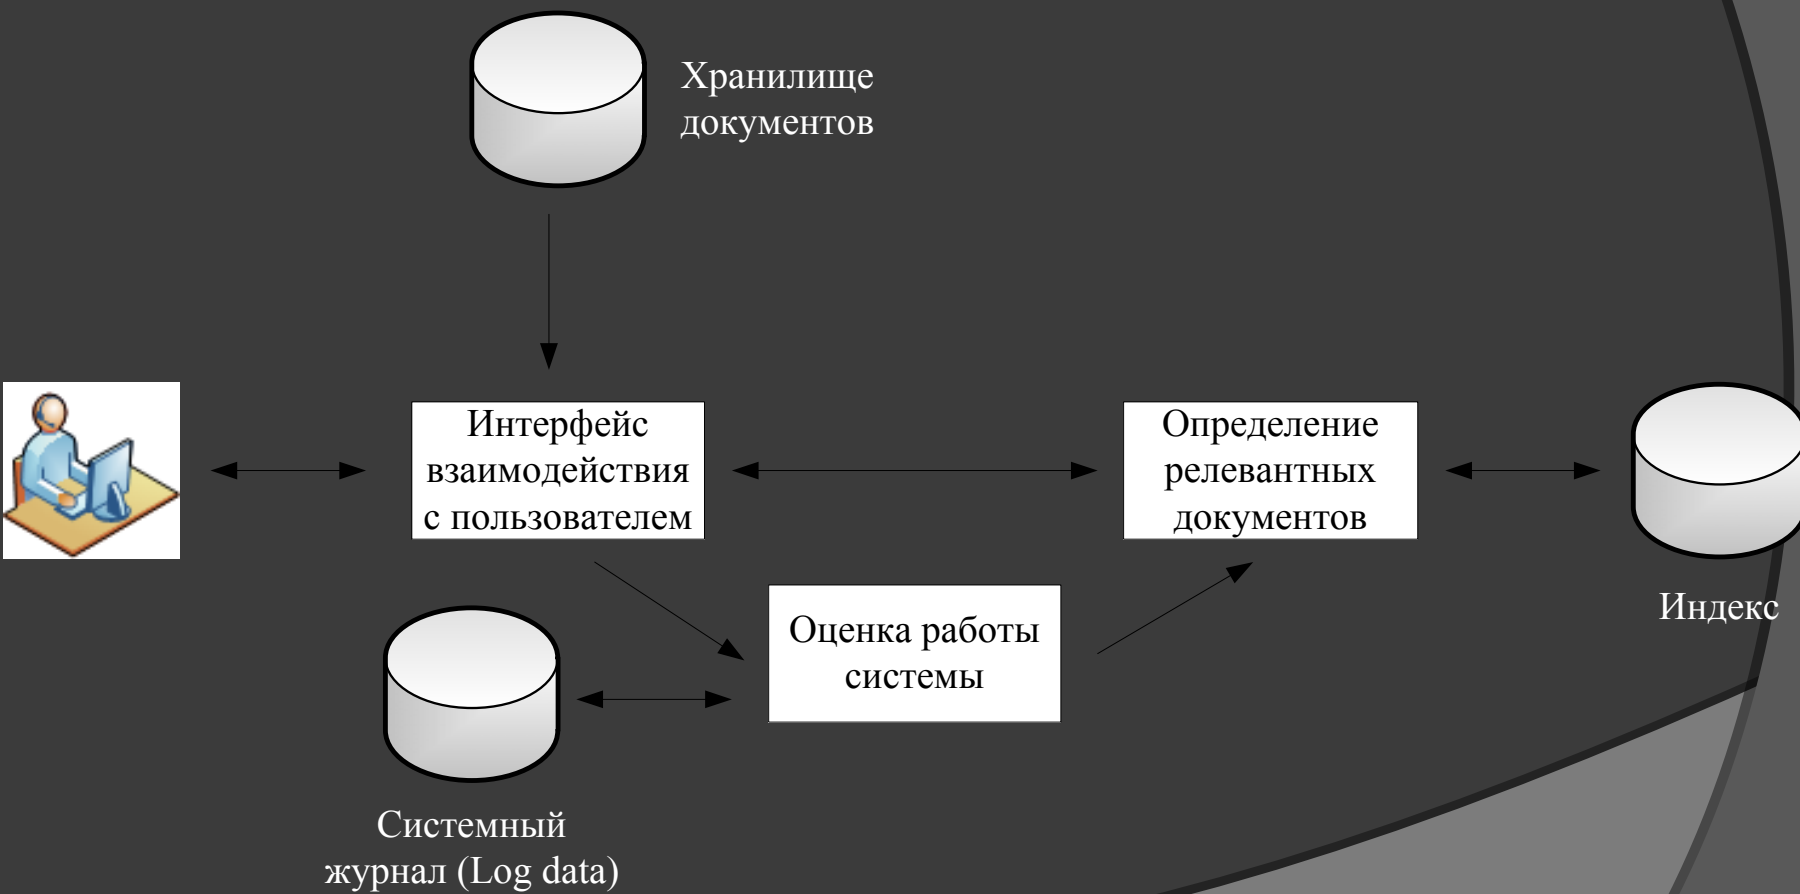 Хранилище
документов
Интерфейс
взаимодействия
с пользователем
Определение
релевантных
документов
Индекс
Оценка работы
системы
Системный
журнал (Log data)